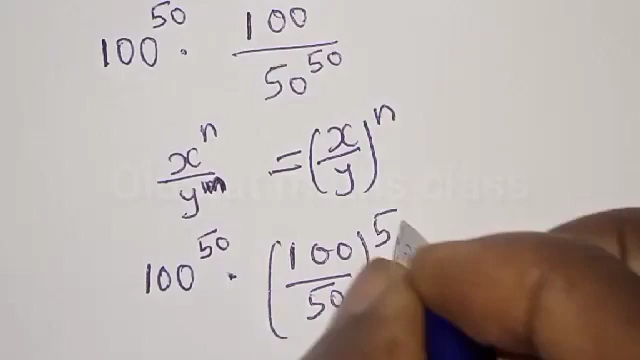 100^50 · 100/50^50
x^n/y^n = (x/y)^n
100^50 · (100/50)^5